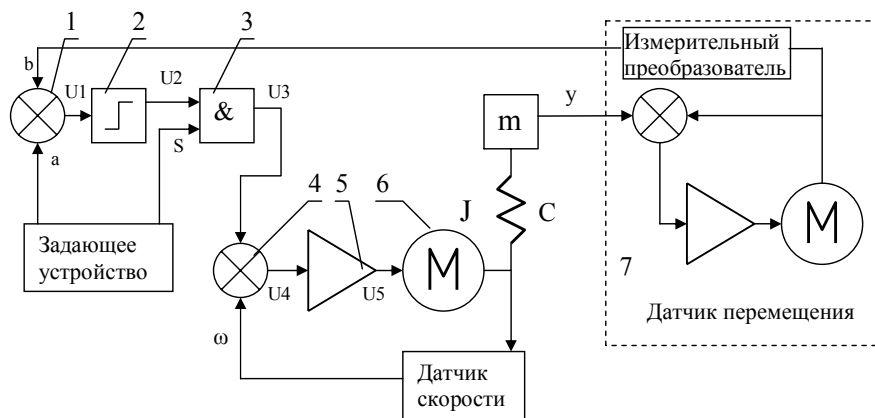 1
2
3
Измерительный
преобразователь
b
U1
U2
U3
&
S
a
m
y
4
5
6
J
C
Задающее
устройство
M
M
U4
U5
7
ω
Датчик перемещения
Датчик
скорости